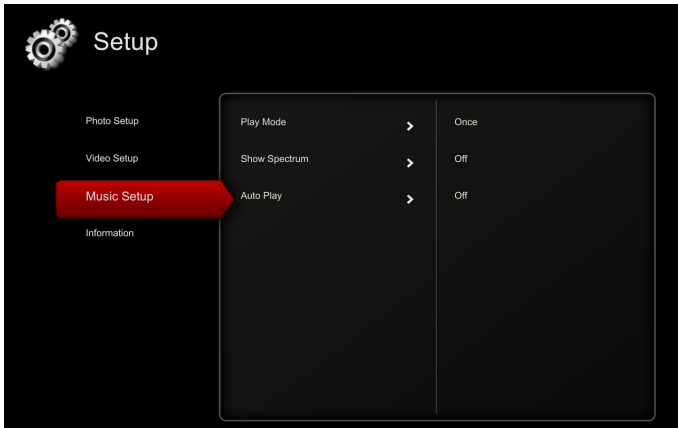 Setup
Photo Setup
Video Setup
Music Setup
Information
Play Mode Once
Show Spectrum Off
Auto Play Off